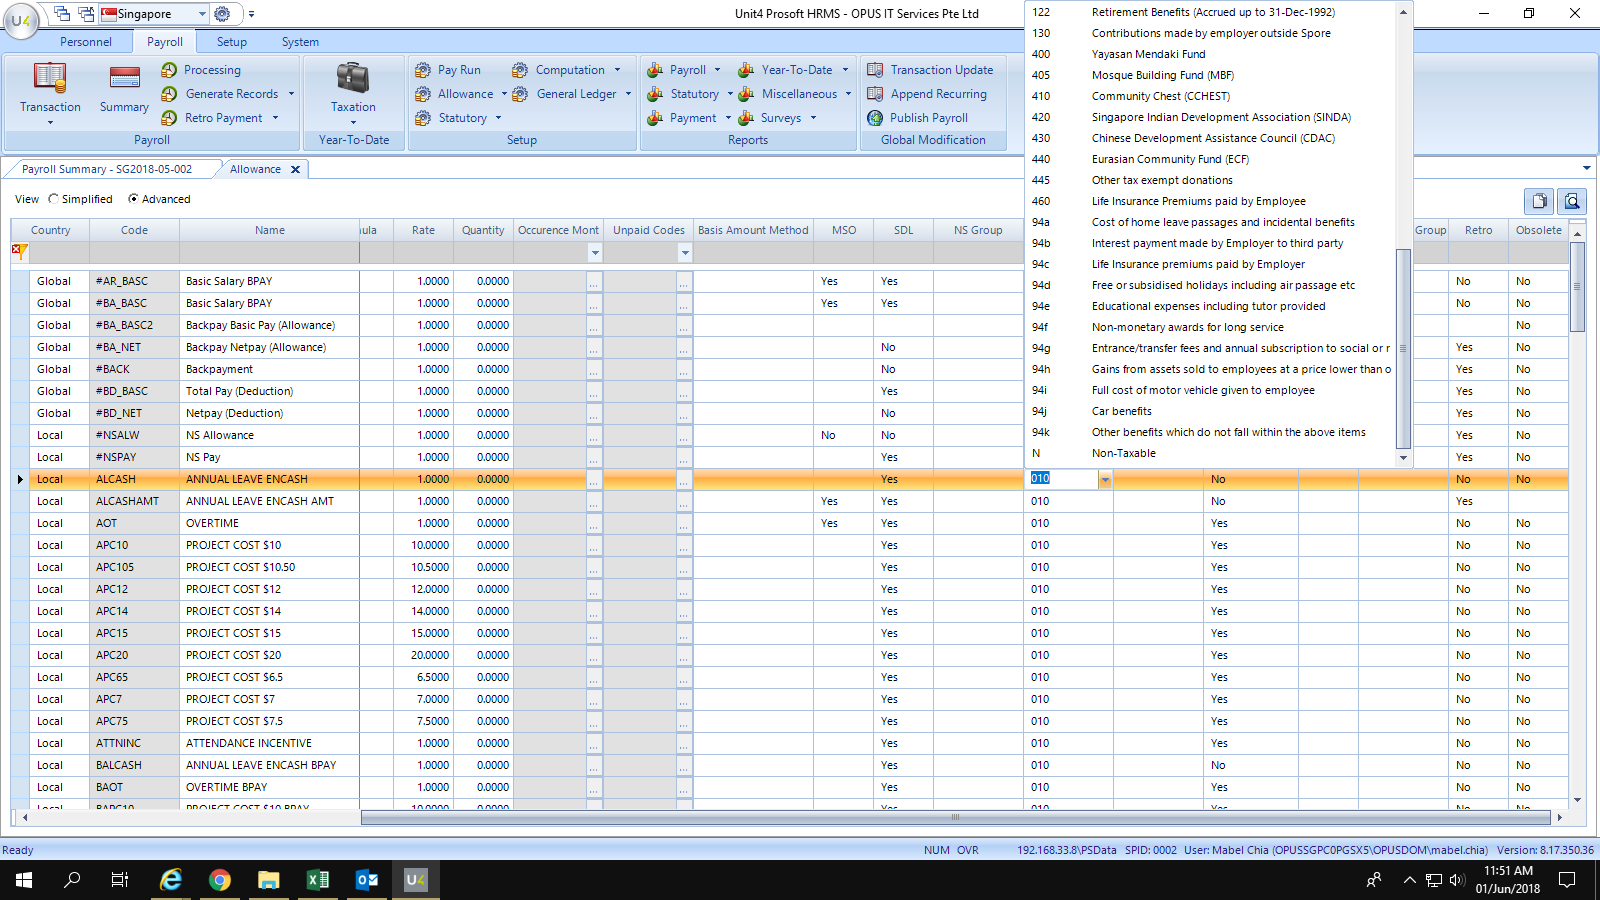 U4
Singapore
Unit4 Prosoft HRMS - OPUS IT Services Pte Ltd
Personnel Payroll Setup System
Transaction
Summary
Processing
Generate Records
Retro Payment
Payroll
Taxation
Year-To-Date
Pay Run
Allowance
Statutory
Computation
General Ledger
Setup
Payroll
Statutory
Payment
Year-To-Date
Miscellaneous
Surveys
Reports
Transaction Update
Append Recurring
Publish Payroll
Global Modification
Payroll Summary - SG2018-05-002 Allowance
View Simplified Advanced
122 Retirement Benefits (Accrued up to 31-Dec-1992)
130 Contributions made by employer outside Spore
400 Yayasan Mendaki Fund
405 Mosque Building Fund (MBF)
410 Community Chest (CCHEST)
420 Singapore Indian Development Association (SINDA)
430 Chinese Development Assistance Council (CDAC)
440 Eurasian Community Fund (ECF)
445 Other tax exempt donations
460 Life Insurance Premiums paid by Employee
94a Cost of home leave passages and incidental benefits
94b Interest payment made by Employer to third party
94c Life Insurance premiums paid by Employer
94d Free or subsidised holidays including air passage etc
94e Educational expenses including tutor provided
94f Non-monetary awards for long service
94g Entrance/transfer fees and annual subscription to social or r
94h Gains from assets sold to employees at a price lower than o
94i Full cost of motor vehicle given to employee
94j Car benefits
94k Other benefits which do not fall within the above items
N Non-Taxable
Country Code Name ula Rate Quantity Occurence Mont Unpaid Codes Basis Amount Method MSO SDL NS Group Group Retro Obsolete
Global #AR_BASC Basic Salary BPAY 1.0000 0.0000 ... ... Yes Yes No No
Global #BA_BASC Basic Salary BPAY 1.0000 0.0000 ... ... Yes Yes No No
Global #BA_BASC2 Backpay Basic Pay (Allowance) 1.0000 0.0000 ... ... No
Global #BA_NET Backpay Netpay (Allowance) 1.0000 0.0000 ... ... No Yes No
Global #BACK Backpayment 1.0000 0.0000 ... ... No Yes No
Global #BD_BASC Total Pay (Deduction) 1.0000 0.0000 ... ... Yes Yes No
Global #BD_NET Netpay (Deduction) 1.0000 0.0000 ... ... No Yes No
Local #NSALW NS Allowance 1.0000 0.0000 ... ... No No Yes No
Local #NSPAY NS Pay 1.0000 0.0000 ... ... Yes Yes No
Local ALCASH ANNUAL LEAVE ENCASH 1.0000 0.0000 ... ... Yes 010 No No No
Local ALCASHAMT ANNUAL LEAVE ENCASH AMT 1.0000 0.0000 ... ... Yes Yes 010 No Yes
Local AOT OVERTIME 1.0000 0.0000 ... ... Yes Yes 010 Yes No No
Local APC10 PROJECT COST $10 10.0000 0.0000 ... ... Yes 010 Yes No No
Local APC105 PROJECT COST $10.50 10.5000 0.0000 ... ... Yes 010 Yes No No
Local APC12 PROJECT COST $12 12.0000 0.0000 ... ... Yes 010 Yes No No
Local APC14 PROJECT COST $14 14.0000 0.0000 ... ... Yes 010 Yes No No
Local APC15 PROJECT COST $15 15.0000 0.0000 ... ... Yes 010 Yes No No
Local APC20 PROJECT COST $20 20.0000 0.0000 ... ... Yes 010 Yes No No
Local APC65 PROJECT COST $6.5 6.5000 0.0000 ... ... Yes 010 Yes No No
Local APC7 PROJECT COST $7 7.0000 0.0000 ... ... Yes 010 Yes No No
Local APC75 PROJECT COST $7.5 7.5000 0.0000 ... ... Yes 010 Yes No No
Local ATTNINC ATTENDANCE INCENTIVE 1.0000 0.0000 ... ... Yes 010 Yes No No
Local BALCASH ANNUAL LEAVE ENCASH BPAY 1.0000 0.0000 ... ... Yes 010 No No No
Local BAOT OVERTIME BPAY 1.0000 0.0000 ... ... Yes 010 Yes No No
Local BAPC10 PROJECT COST $10 BPAY 10.0000 0.0000 Yes 010 Yes No No
Ready NUM OVR 192.168.33.8\PSData SPID: 0002 User: Mabel Chia (OPUSSGPC0PGSX5\OPUSDOM\mabel.chia) Version: 8.17.350.36
U4
11:51 AM
01/Jun/2018